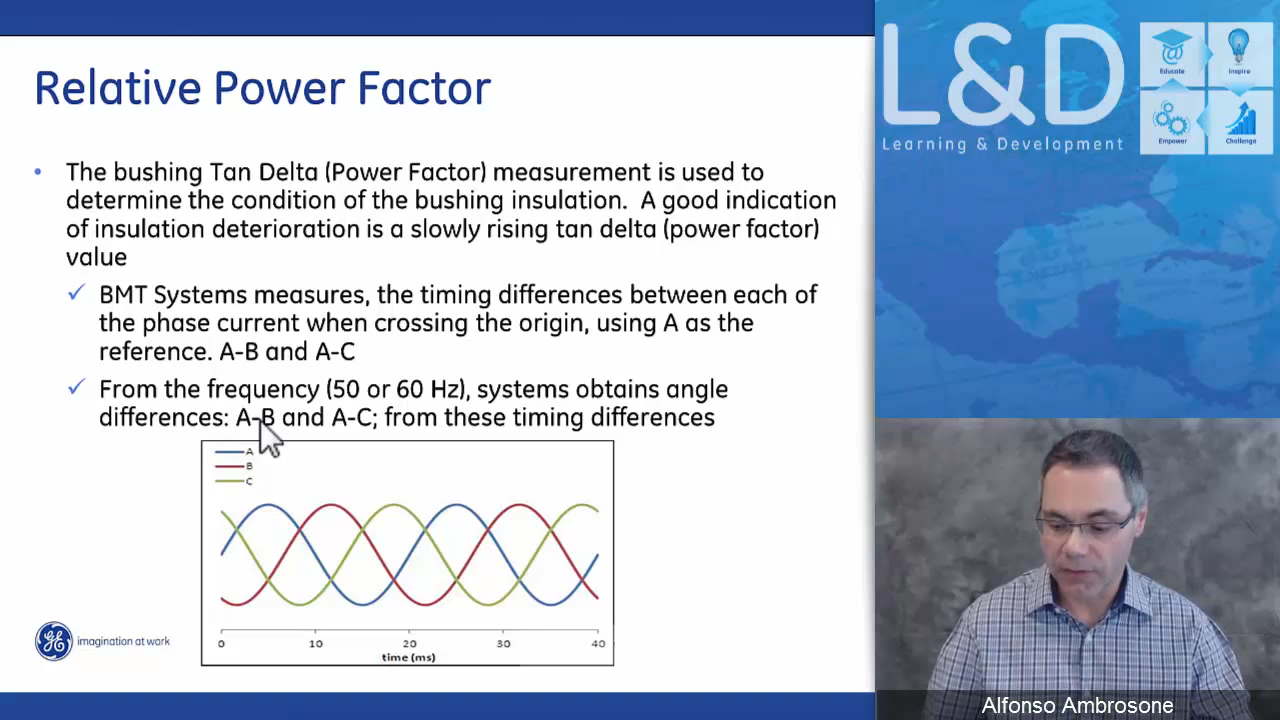 Relative Power Factor
• The bushing Tan Delta (Power Factor) measurement is used to
determine the condition of the bushing insulation. A good indication
of insulation deterioration is a slowly rising tan delta (power factor)
value
✓ BMT Systems measures, the timing differences between each of
the phase current when crossing the origin, using A as the
reference. A-B and A-C
✓ From the frequency (50 or 60 Hz), systems obtains angle
differences: A-B and A-C; from these timing differences
A
B
C
0 10 20 30 40
time (ms)
GE imagination at work
L&D
Learning & Development
Educate
Inspire
Empower
Challenge
Alfonso Ambrosone